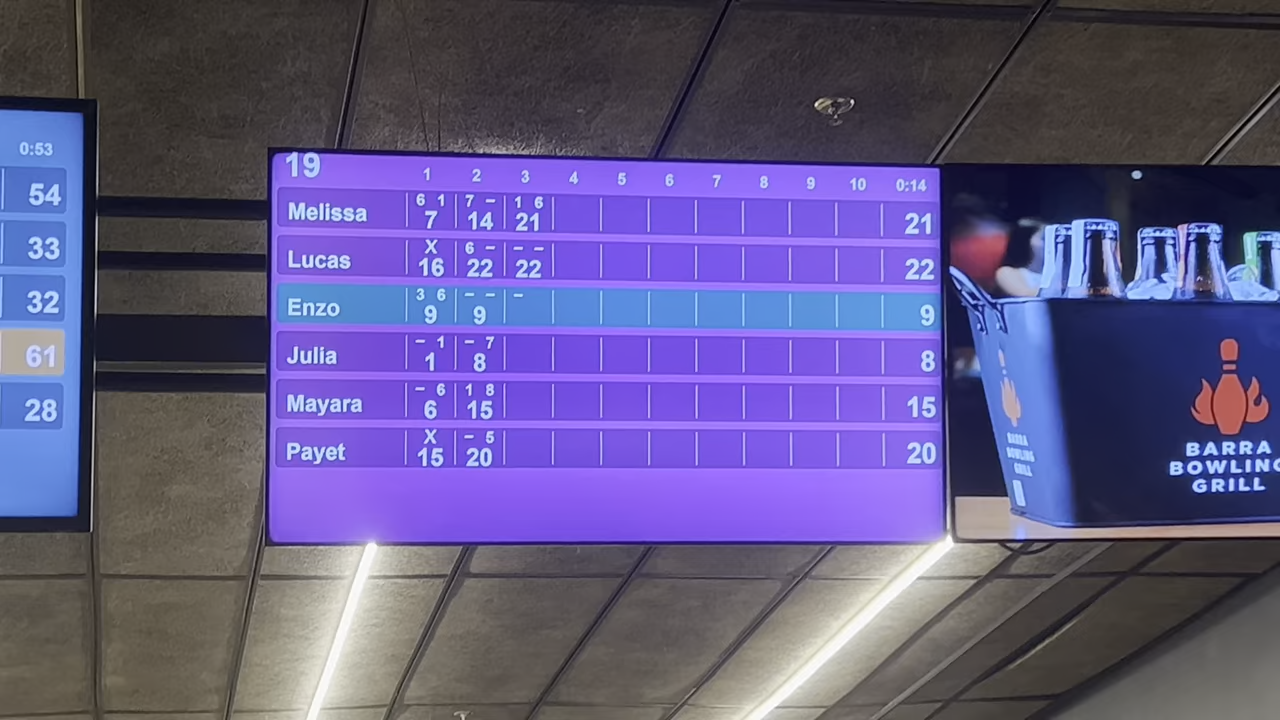 0:53
54
33
32
61
28
19 1 2 3 4 5 6 7 8 9 10 0:14
6 1 7 - 1 6
Melissa 7 14 21 21
X 6 - - -
Lucas 16 22 22 22
3 6 - - -
Enzo 9 9 9
- 1 - 7
Julia 1 8 8
- 6 1 8
Mayara 6 15 15
X - 5
Payet 15 20 20
BARRA
BOWLING
GRILL
BARRA
BOWLING
GRILL